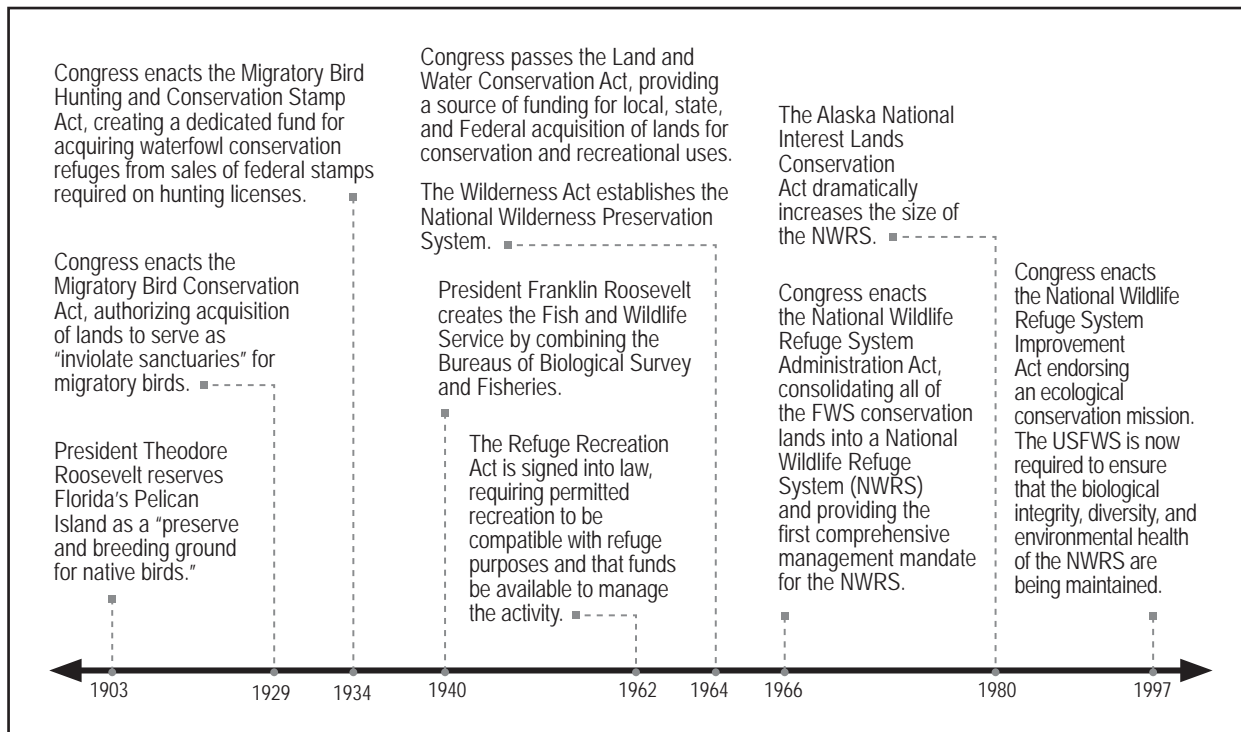 Congress enacts the Migratory Bird
Hunting and Conservation Stamp
Act, creating a dedicated fund for
acquiring waterfowl conservation
refuges from sales of federal stamps
required on hunting licenses.
Congress enacts the
Migratory Bird Conservation
Act, authorizing acquisition
of lands to serve as
“inviolate sanctuaries” for
migratory birds.
President Theodore
Roosevelt reserves
Florida’s Pelican
Island as a “preserve
and breeding ground
for native birds.”
Congress passes the Land and
Water Conservation Act, providing
a source of funding for local, state,
and Federal acquisition of lands for
conservation and recreational uses.
The Wilderness Act establishes the
National Wilderness Preservation
System.
President Franklin Roosevelt
creates the Fish and Wildlife
Service by combining the
Bureaus of Biological Survey
and Fisheries.
The Refuge Recreation
Act is signed into law,
requiring permitted
recreation to be
compatible with refuge
purposes and that funds
be available to manage
the activity.
The Alaska National
Interest Lands
Conservation
Act dramatically
increases the size of
the NWRS.
Congress enacts
the National Wildlife
Refuge System
Administration Act,
consolidating all of
the FWS conservation
lands into a National
Wildlife Refuge
System (NWRS)
and providing the
first comprehensive
management mandate
for the NWRS.
Congress enacts
the National Wildlife
Refuge System
Improvement
Act endorsing
an ecological
conservation mission.
The USFWS is now
required to ensure
that the biological
integrity, diversity, and
environmental health
of the NWRS are
being maintained.
1903 1929 1934 1940 1962 1964 1966 1980 1997